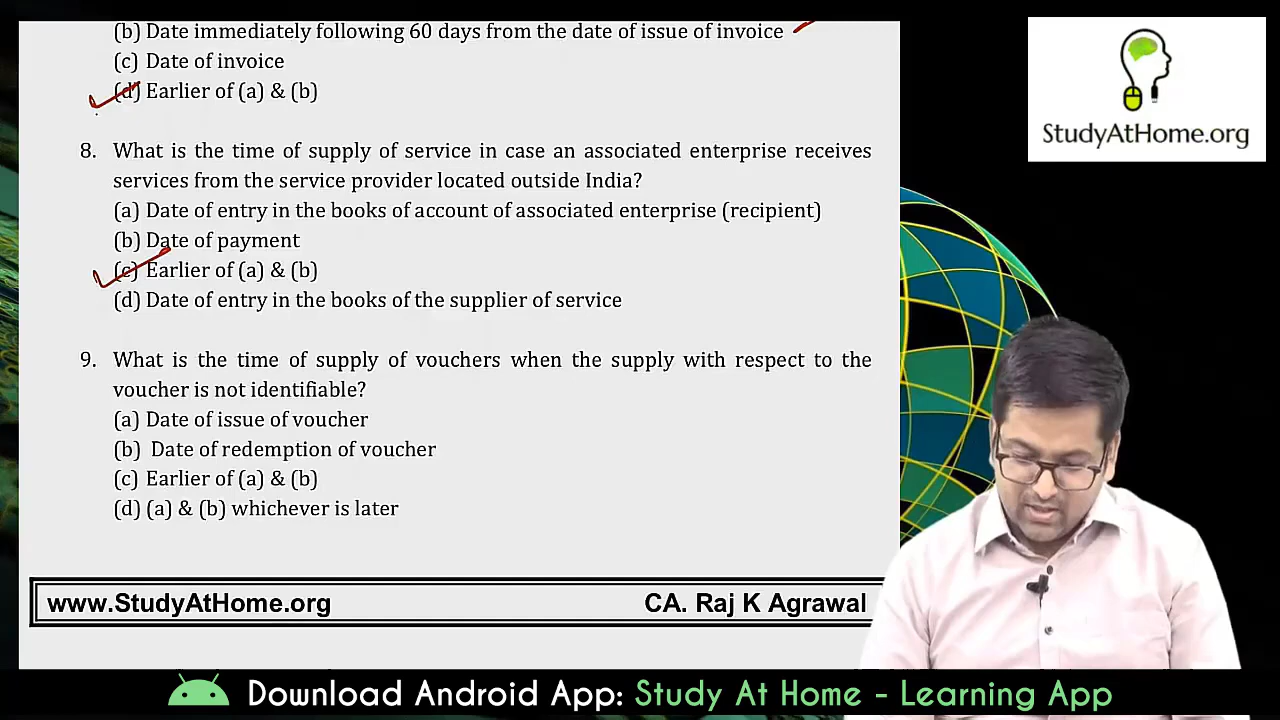 (b) Date immediately following 60 days from the date of issue of invoice
(c) Date of invoice
(d) Earlier of (a) & (b)
StudyAtHome.org
8. What is the time of supply of service in case an associated enterprise receives
services from the service provider located outside India?
(a) Date of entry in the books of account of associated enterprise (recipient)
(b) Date of payment
(c) Earlier of (a) & (b)
(d) Date of entry in the books of the supplier of service
9. What is the time of supply of vouchers when the supply with respect to the
voucher is not identifiable?
(a) Date of issue of voucher
(b) Date of redemption of voucher
(c) Earlier of (a) & (b)
(d) (a) & (b) whichever is later
www.StudyAtHome.org CA. Raj K Agrawal
Download Android App: Study At Home - Learning App